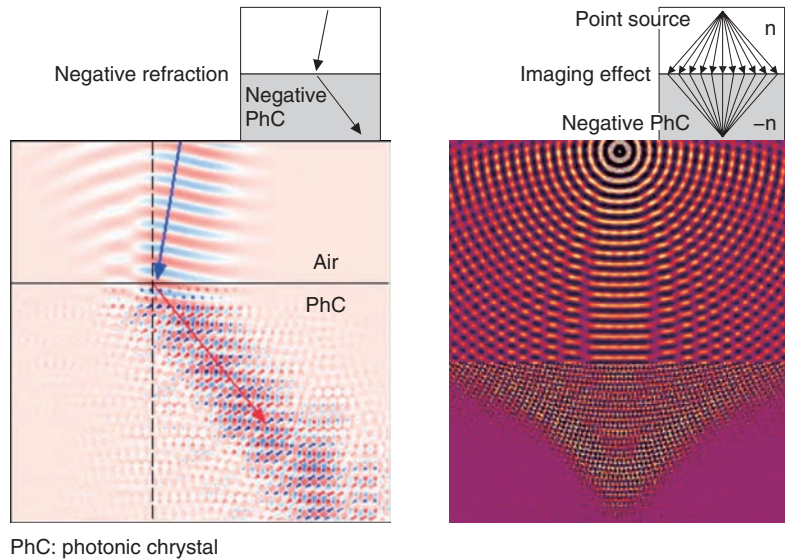 Negative refraction
Negative
PhC
Air
PhC
Point source
n
Imaging effect
Negative PhC
–n
PhC: photonic chrystal